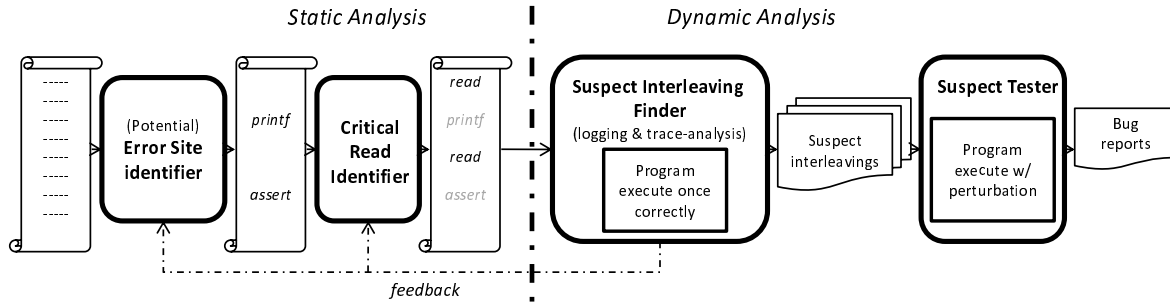 Static Analysis
Dynamic Analysis
-----
-----
-----
-----
-----
-----
-----
-----
(Potential)
Error Site
identifier
printf
assert
Critical
Read
Identifier
read
printf
read
assert
Suspect Interleaving
Finder
(logging & trace-analysis)
Program
execute once
correctly
Suspect
interleavings
Suspect Tester
Program
execute w/
perturbation
Bug
reports
feedback